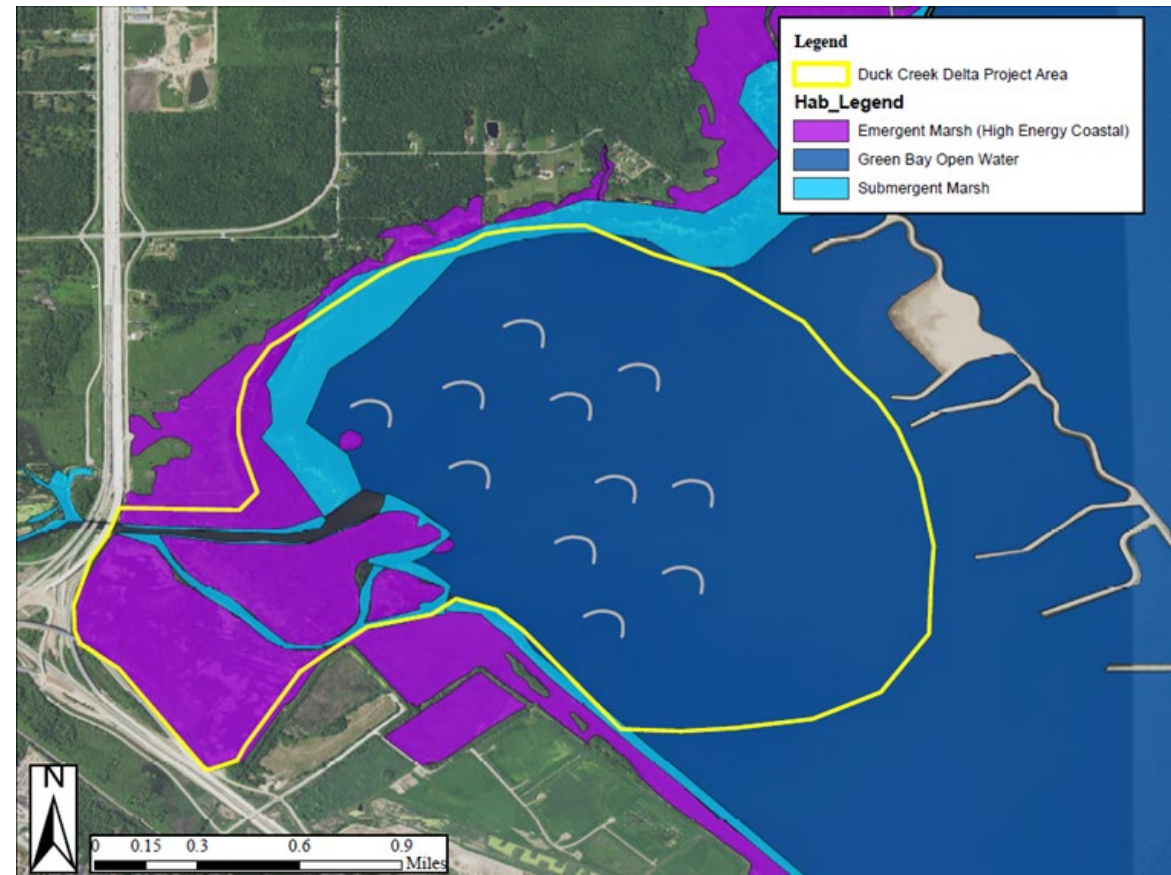 Legend
Duck Creek Delta Project Area
Hab_Legend
Emergent Marsh (High Energy Coastal)
Green Bay Open Water
Submergent Marsh
N
0 0.15 0.3 0.6 0.9
Miles